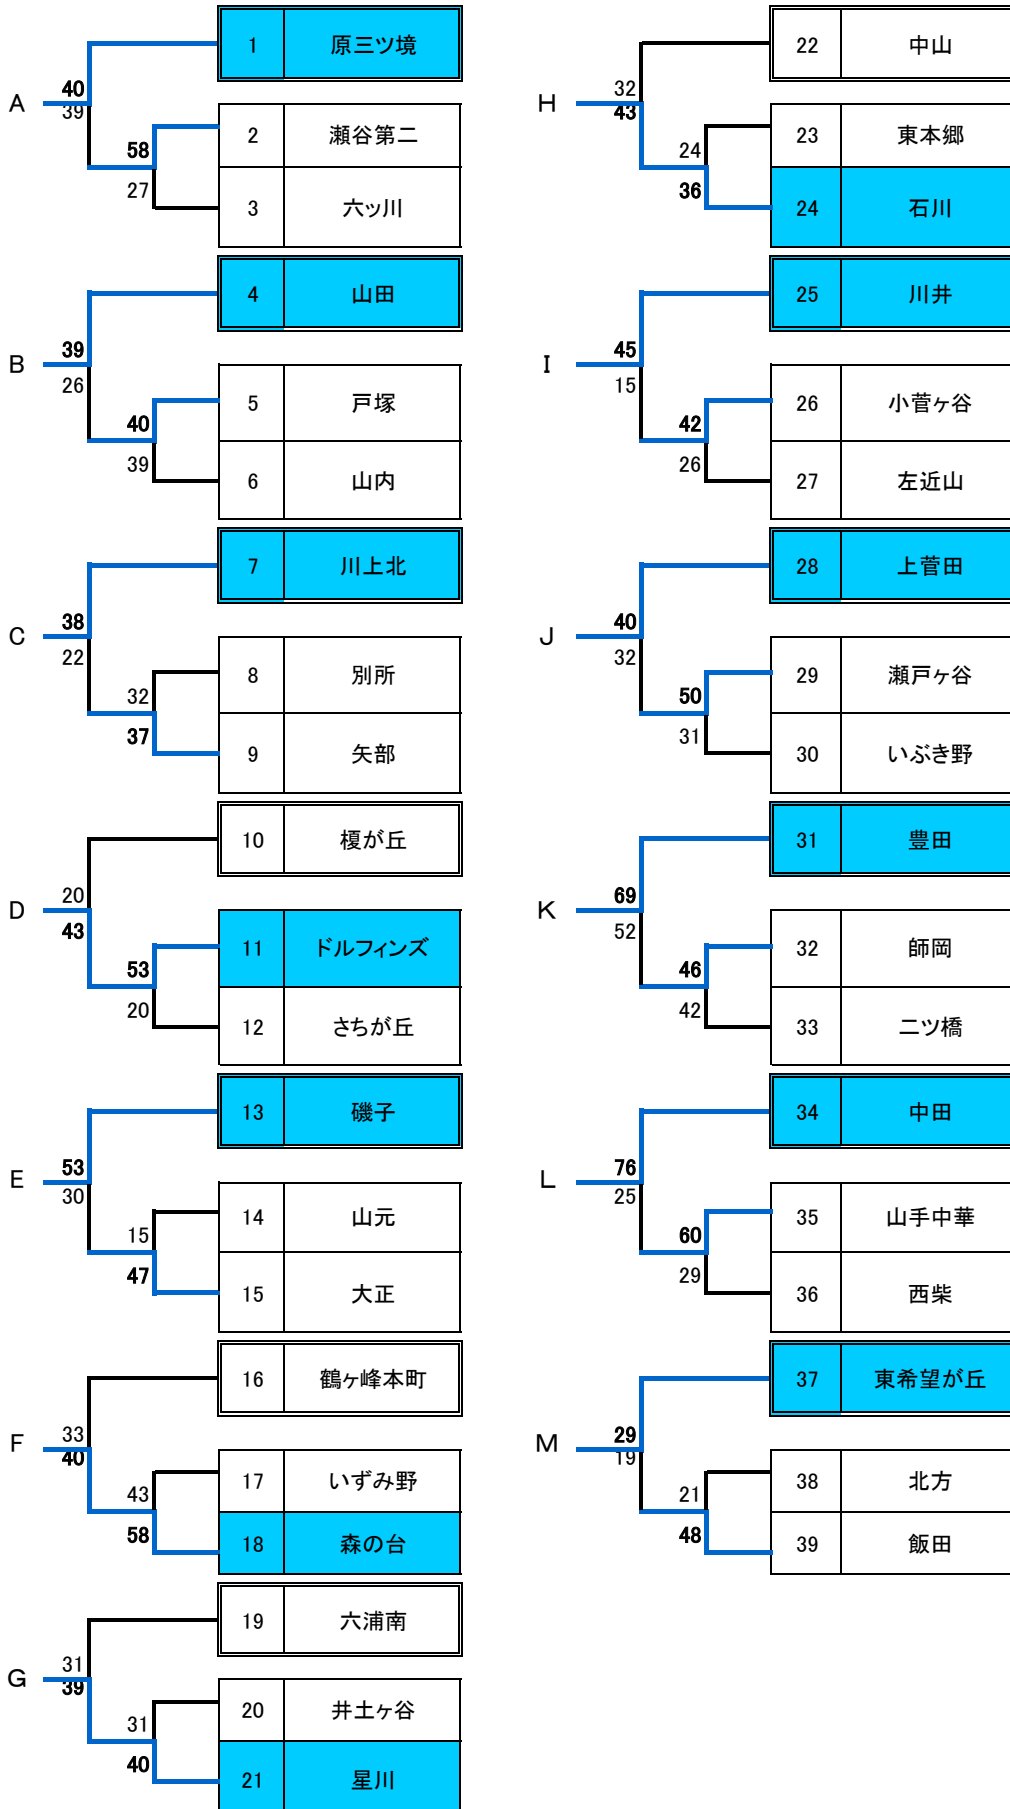 A
40
39
1 原三ツ境
58
27
2 瀬谷第二
3 六ッ川
B
39
26
4 山田
40
39
5 戸塚
6 山内
C
38
22
7 川上北
32
37
8 別所
9 矢部
D
20
43
10 榎が丘
53
20
11 ドルフィンズ
12 さちが丘
E
53
30
13 磯子
15
47
14 山元
15 大正
F
33
40
16 鶴ヶ峰本町
43
58
17 いずみ野
18 森の台
G
31
39
19 六浦南
31
40
20 井土ヶ谷
21 星川
H
32
43
22 中山
24
36
23 東本郷
24 石川
I
45
15
25 川井
42
26
26 小菅ヶ谷
27 左近山
J
40
32
28 上菅田
50
31
29 瀬戸ヶ谷
30 いぶき野
K
69
52
31 豊田
46
42
32 師岡
33 二ツ橋
L
76
25
34 中田
60
29
35 山手中華
36 西柴
M
29
19
37 東希望が丘
21
48
38 北方
39 飯田